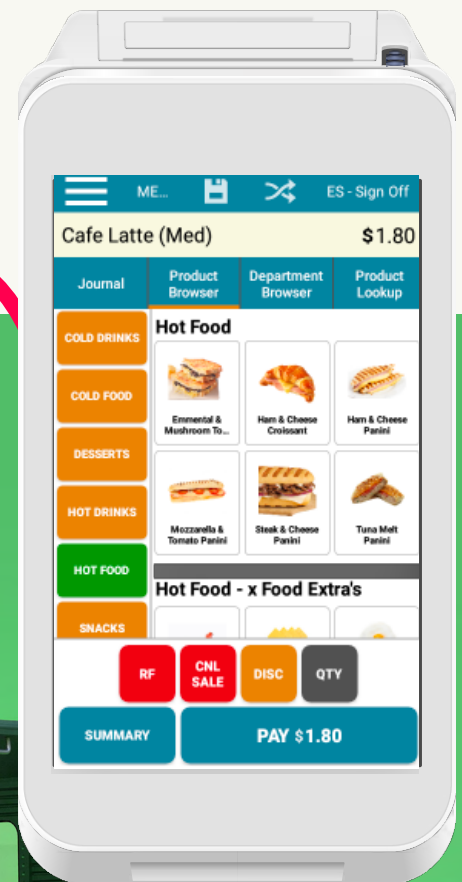 ME... ES - Sign Off
Cafe Latte (Med) $1.80
Journal
Product
Browser
Department
Browser
Product
Lookup
COLD DRINKS
COLD FOOD
DESSERTS
HOT DRINKS
HOT FOOD
SNACKS
Hot Food
Emmental &
Mushroom To...
Ham & Cheese
Croissant
Ham & Cheese
Panini
Mozzarella &
Tomato Panini
Steak & Cheese
Panini
Tuna Melt
Panini
Hot Food - x Food Extra's
RF
CNL
SALE
DISC
QTY
SUMMARY
PAY $1.80